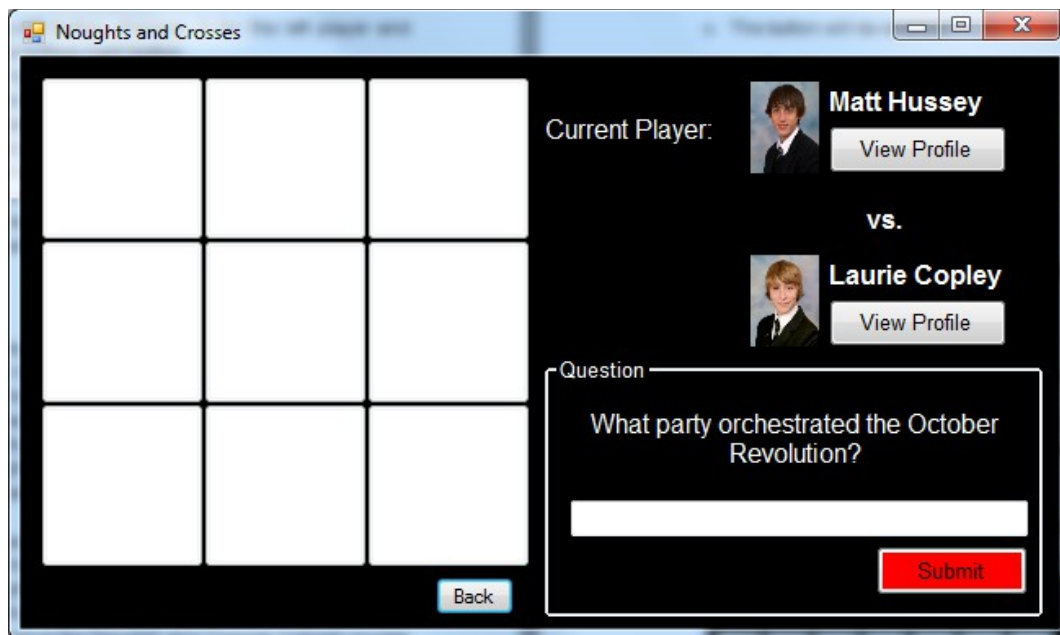 Noughts and Crosses
Current Player:
Matt Hussey
View Profile
vs.
Laurie Copley
View Profile
Question
What party orchestrated the October
Revolution?
Submit
Back